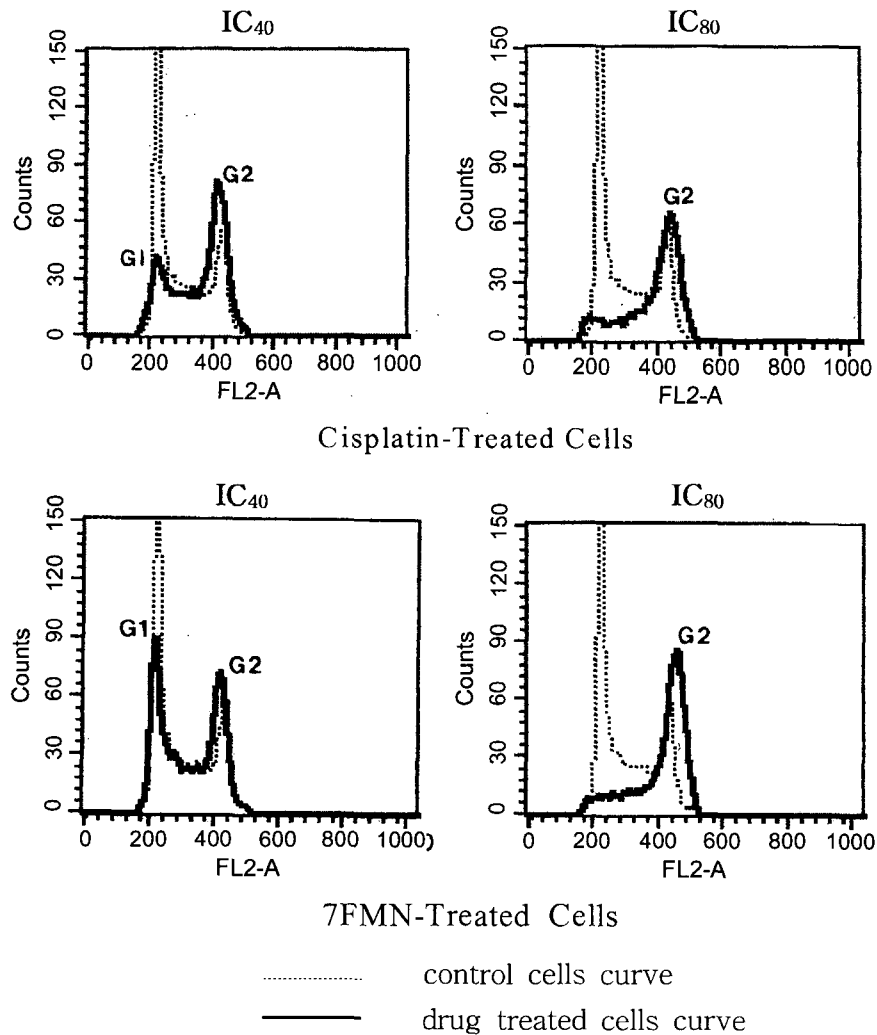 IC40 IC80
150 150
120 120
90 90
60 60
30 30
0 0
Counts Counts
G1 G2 G2
0 200 400 600 800 1000 0 200 400 600 800 1000
FL2-A FL2-A
Cisplatin-Treated Cells
IC40 IC80
150 150
120 120
90 90
60 60
30 30
0 0
Counts Counts
G1 G2 G2
0 200 400 600 800 1000 0 200 400 600 800 1000
FL2-A FL2-A
7FMN-Treated Cells
control cells curve
drug treated cells curve